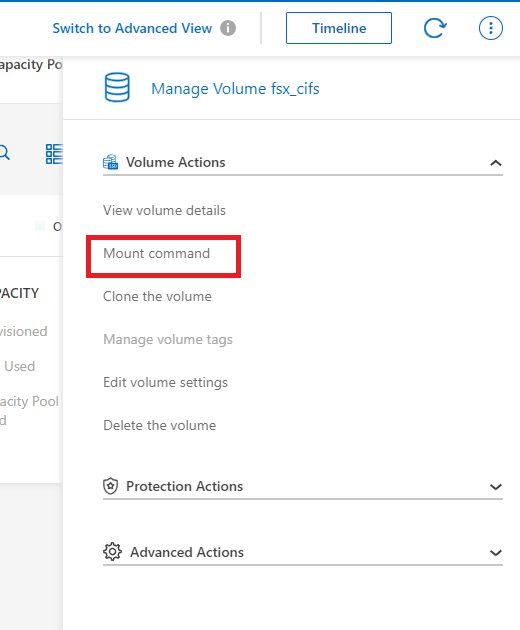 Switch to Advanced View
Timeline
apacity Po
Manage Volume fsx_cifs
Volume Actions
View volume details
Mount command
Clone the volume
Manage volume tags
Edit volume settings
Delete the volume
Protection Actions
Advanced Actions
O
PACITY
visioned
Used
acity Pool
d